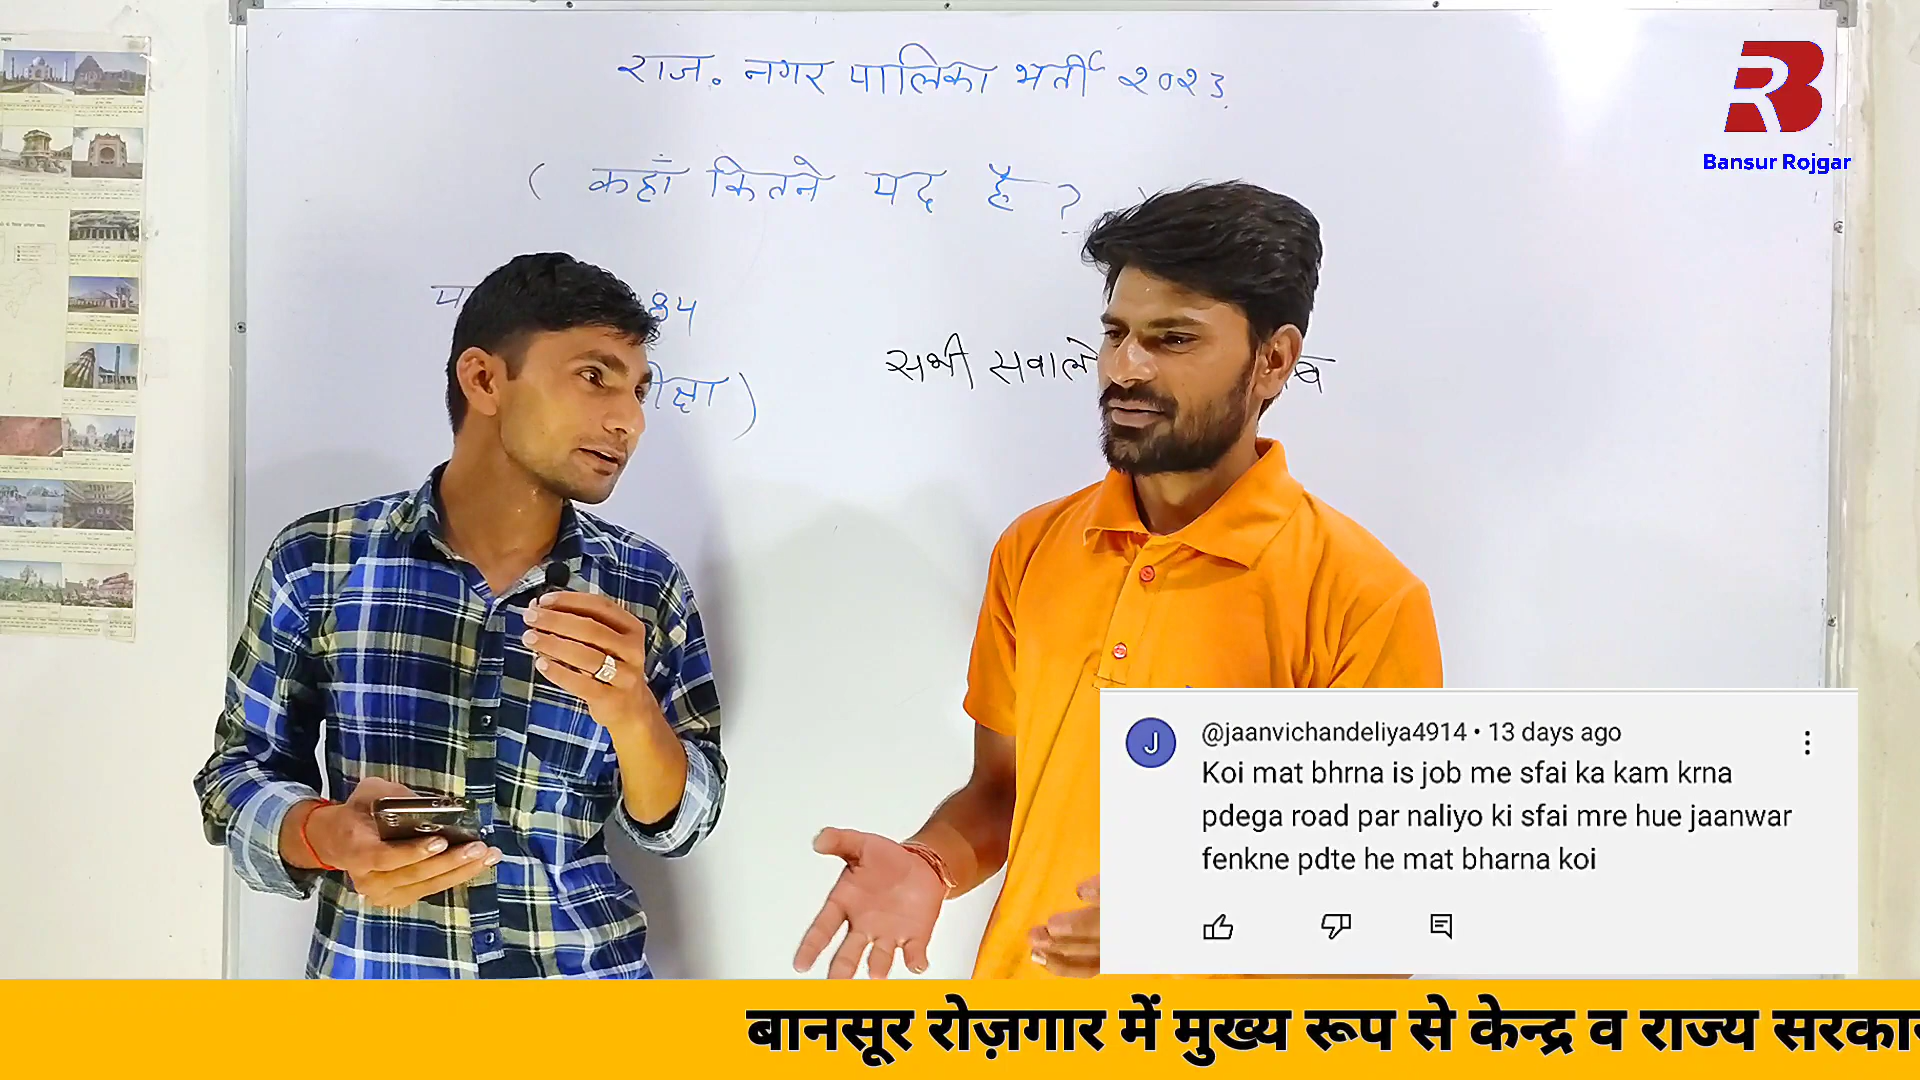 राज. नगर पालिका भर्ती २०२३
( कहाँ कितने पद है ?
Bansur Rojgar
सभी सवालो
@jaanvichandeliya4914 • 13 days ago
Koi mat bhrna is job me sfai ka kam krna
pdega road par naliyo ki sfai mre hue jaanwar
fenkne pdte he mat bharna koi
बानसूर रोज़गार में मुख्य रूप से केन्द्र व राज्य सरकार